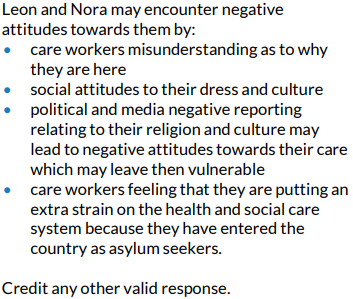 Leon and Nora may encounter negative
attitudes towards them by:
• care workers misunderstanding as to why
they are here
• social attitudes to their dress and culture
• political and media negative reporting
relating to their religion and culture may
lead to negative attitudes towards their care
which may leave then vulnerable
• care workers feeling that they are putting an
extra strain on the health and social care
system because they have entered the
country as asylum seekers.
Credit any other valid response.